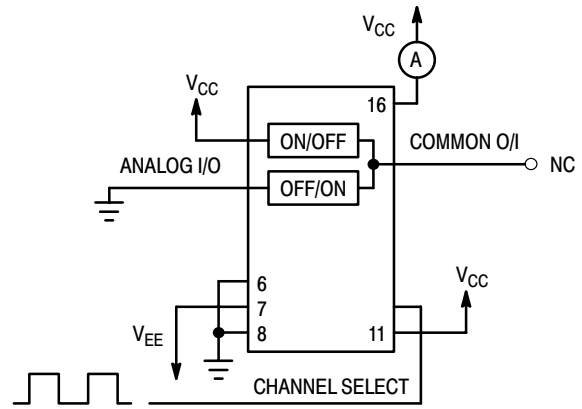 VCC
A
VCC
16
ON/OFF
COMMON O/I
ANALOG I/O
OFF/ON
NC
6
7
VCC
VEE
8
11
CHANNEL SELECT